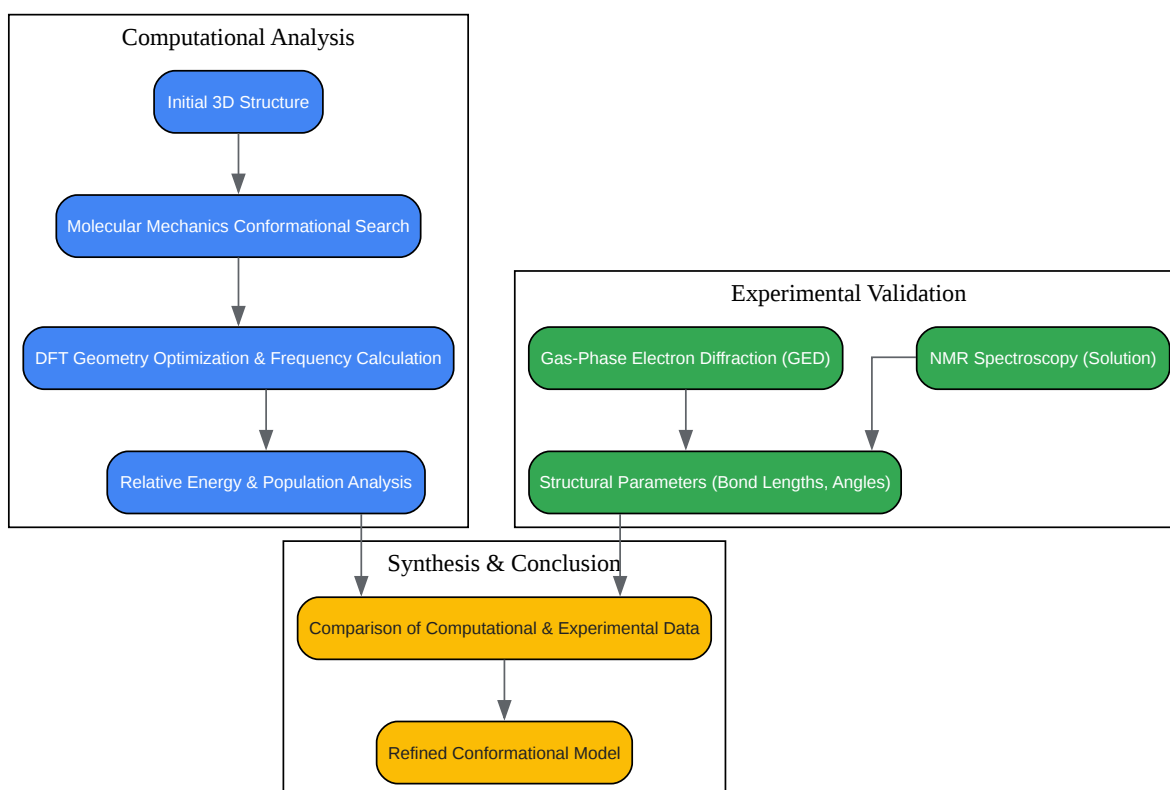 Computational Analysis
Initial 3D Structure
Molecular Mechanics Conformational Search
DFT Geometry Optimization & Frequency Calculation
Relative Energy & Population Analysis
Experimental Validation
Gas-Phase Electron Diffraction (GED)
NMR Spectroscopy (Solution)
Structural Parameters (Bond Lengths, Angles)
Synthesis & Conclusion
Comparison of Computational & Experimental Data
Refined Conformational Model